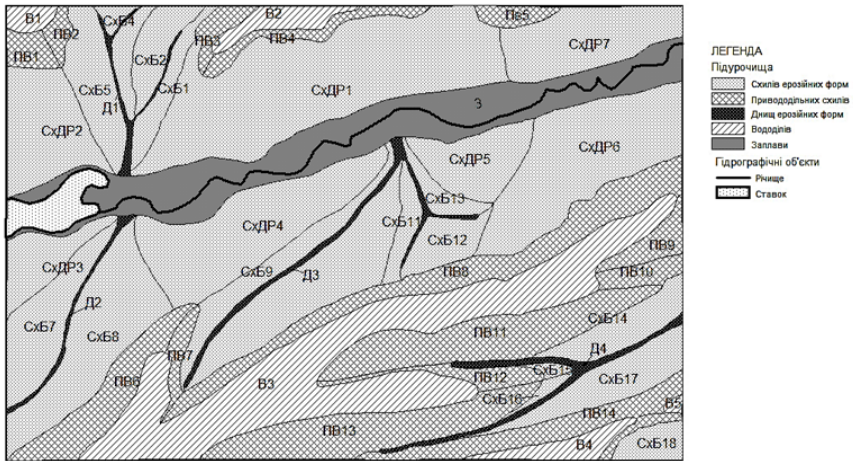 В1
СхБ4
ПВ2
ПВ1
СхБ2
ПВ3
В2
ПВ4
Пв5
СхДР7
ЛЕГЕНДА
Підурочища
Схилів ерозійних форм
Привододільних схилів
Днищ ерозійних форм
Вододілів
Заплави
Гідрографічні об'єкти
Річище
Ставок
СхБ5
СхБ1
Д1
СхДР1
З
СхДР2
СхДР5
СхДР6
СхБ13
СхДР4
СхБ11
СхБ12
СхДР3
СхБ9
Д3
ПВ8
ПВ9
ПВ10
Д2
СхБ7
СхБ8
ПВ7
ПВ6
В3
ПВ11
СхБ14
Д4
СхБ15
ПВ12
СхБ17
СхБ16
ПВ14
В5
ПВ13
В4
СхБ18